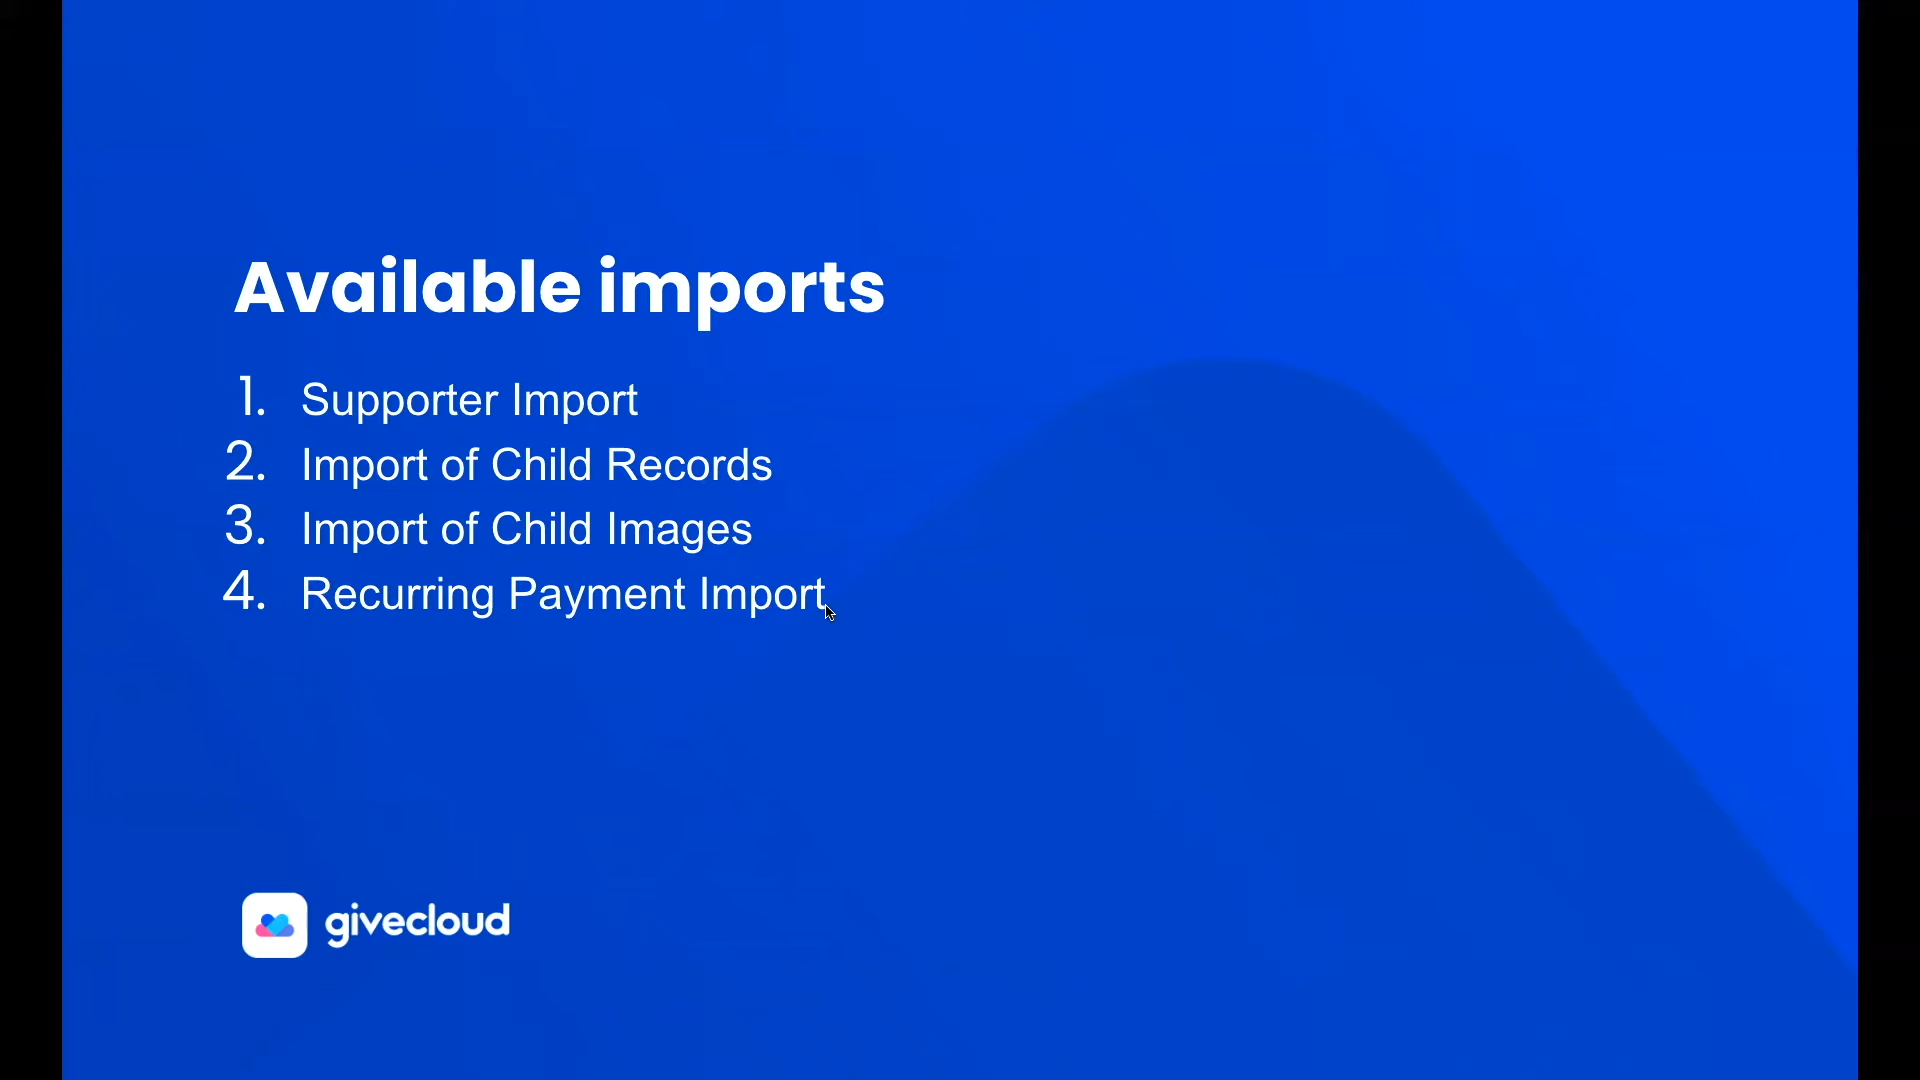 Available imports
1. Supporter Import
2. Import of Child Records
3. Import of Child Images
4. Recurring Payment Import
givecloud